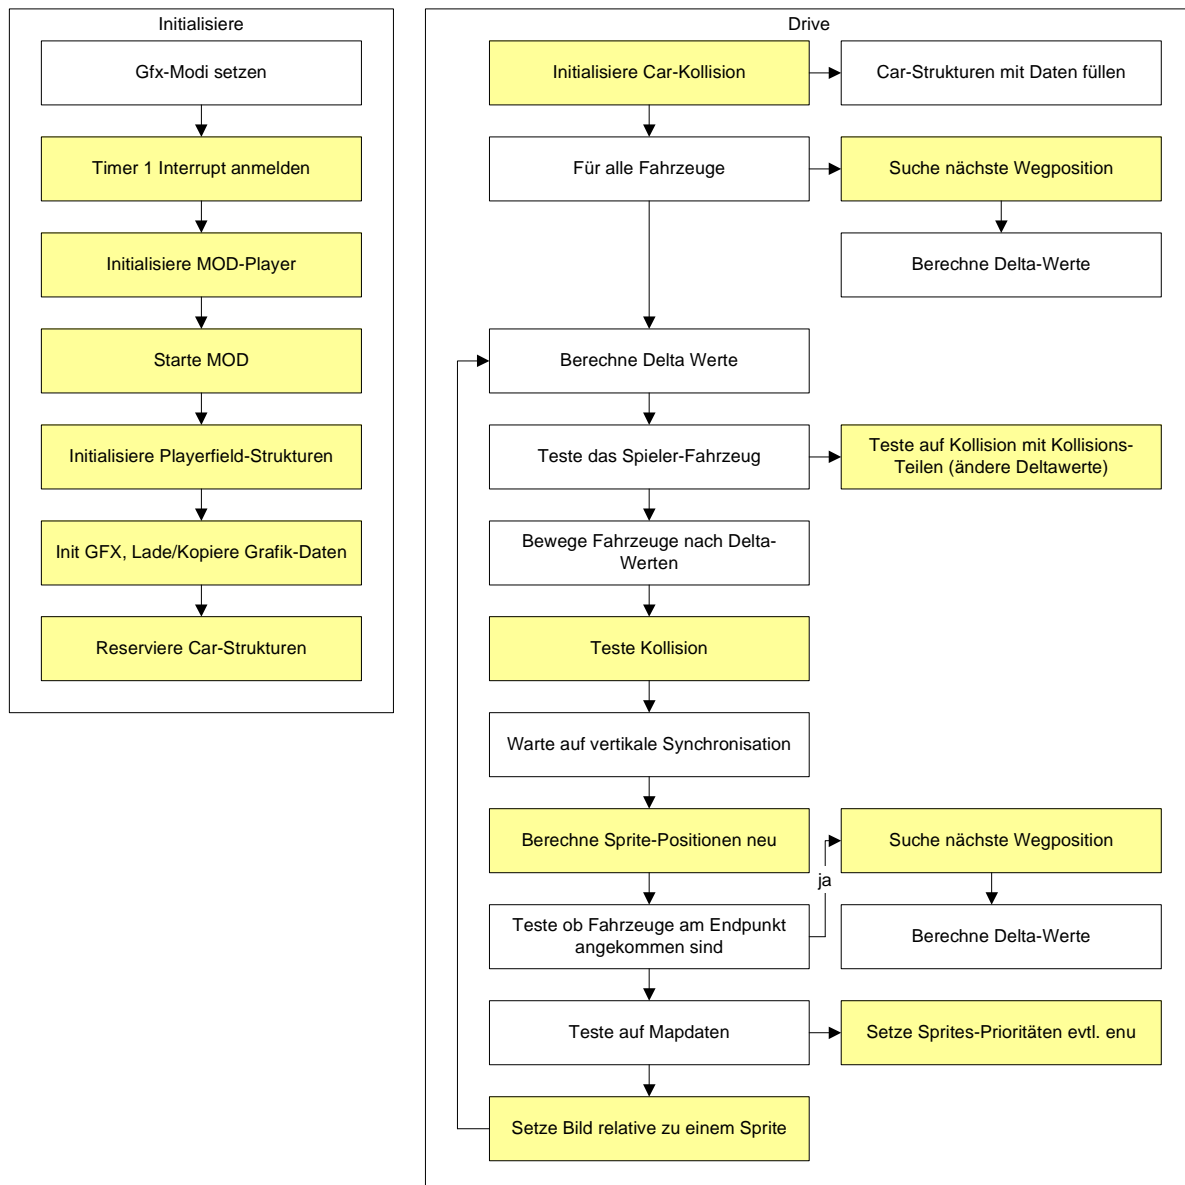 Initialisiere
Gfx-Modi setzen
Timer 1 Interrupt anmelden
Initialisiere MOD-Player
Starte MOD
Initialisiere Playerfield-Strukturen
Init GFX, Lade/Kopiere Grafik-Daten
Reserviere Car-Strukturen
Drive
Initialisiere Car-Kollision
Car-Strukturen mit Daten füllen
Für alle Fahrzeuge
Suche nächste Wegposition
Berechne Delta-Werte
Berechne Delta Werte
Teste das Spieler-Fahrzeug
Teste auf Kollision mit Kollisions-
Teilen (ändere Deltawerte)
Bewege Fahrzeuge nach Delta-
Werten
Teste Kollision
Warte auf vertikale Synchronisation
Berechne Sprite-Positionen neu
Suche nächste Wegposition
ja
Teste ob Fahrzeuge am Endpunkt
angekommen sind
Berechne Delta-Werte
Teste auf Mapdaten
Setze Sprites-Prioritäten evtl. enu
Setze Bild relative zu einem Sprite